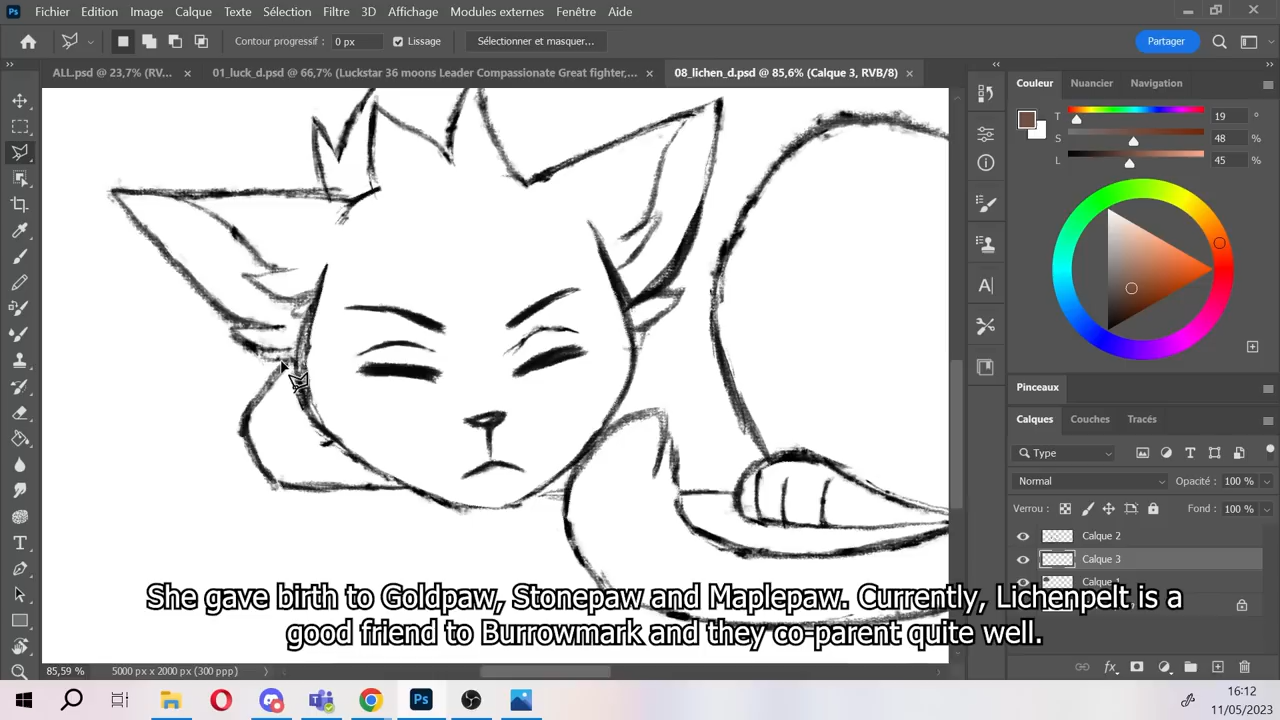 Ps Fichier Edition Image Calque Texte Sélection Filtre 3D Affichage Modules externes Fenêtre Aide
Contour progressif : 0 px Lissage Sélectionner et masquer... Partager
ALL.psd @ 23,7% (RV... 01_luck_d.psd @ 66,7% (Luckstar 36 moons Leader Compassionate Great fighter,... 08_lichen_d.psd @ 85,6% (Calque 3, RVB/8)
Couleur Nuancier Navigation
T 19 °
S 48 %
L 45 %
Pinceaux
Calques Couches Tracés
Type
Normal Opacité : 100 %
Verrou : Fond : 100 %
Calque 2
Calque 3
Calque 1
She gave birth to Goldpaw, Stonepaw and Maplepaw. Currently, Lichenpelt is a
good friend to Burrowmark and they co-parent quite well.
85,59 % 5000 px x 2000 px (300 ppp)
16:12
11/05/2023